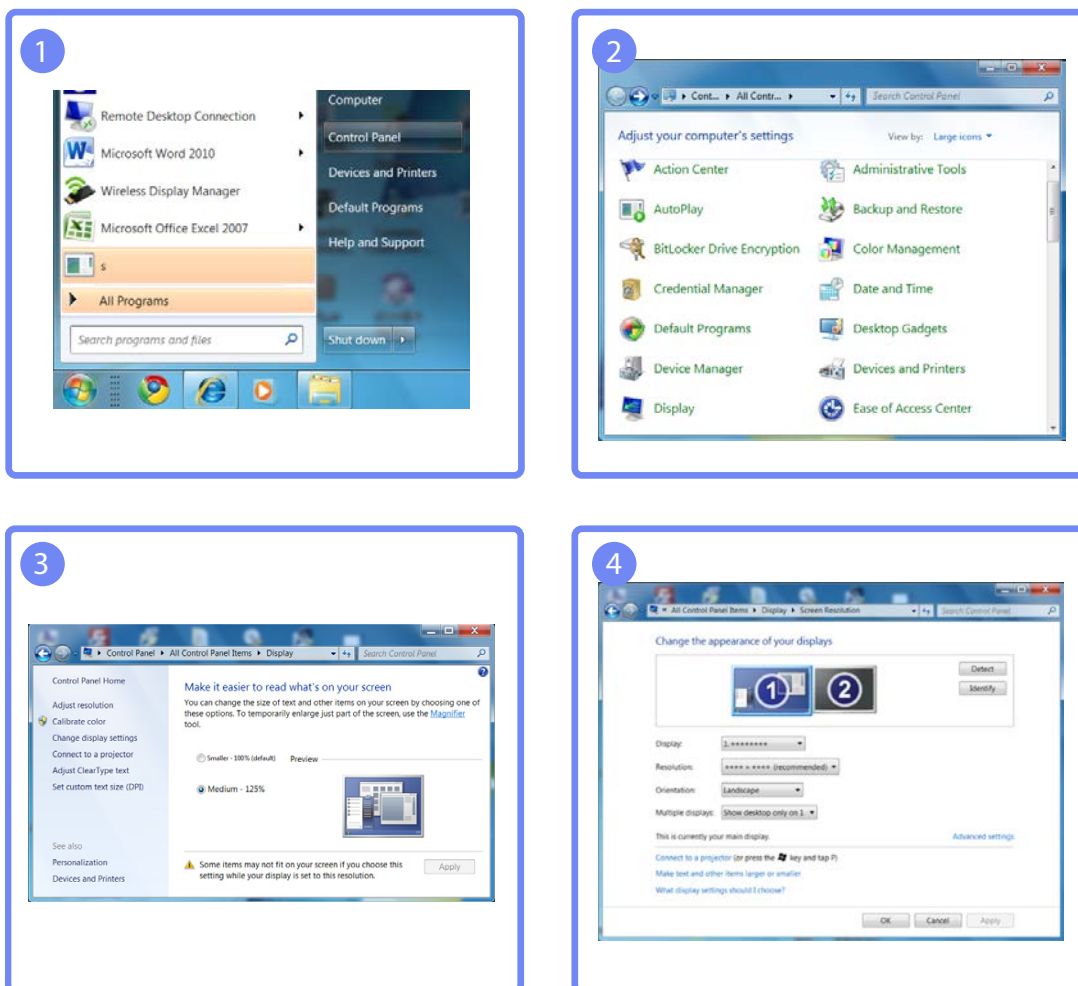 1
Remote Desktop Connection
Microsoft Word 2010
Wireless Display Manager
Microsoft Office Excel 2007
s
All Programs
Search programs and files
Computer
Control Panel
Devices and Printers
Default Programs
Help and Support
Shut down
2
Cont... All Contr...
Search Control Panel
Adjust your computer's settings
View by: Large icons
Action Center
Administrative Tools
AutoPlay
Backup and Restore
BitLocker Drive Encryption
Color Management
Credential Manager
Date and Time
Default Programs
Desktop Gadgets
Device Manager
Devices and Printers
Display
Ease of Access Center
3
Control Panel All Control Panel Items Display
Search Control Panel
Control Panel Home
Adjust resolution
Calibrate color
Change display settings
Connect to a projector
Adjust ClearType text
Set custom text size (DPI)
See also
Personalization
Devices and Printers
Make it easier to read what's on your screen
You can change the size of text and other items on your screen by choosing one of
these options. To temporarily enlarge just part of the screen, use the Magnifier
tool.
Smaller - 100% (default) Preview
Medium - 125%
Some items may not fit on your screen if you choose this
setting while your display is set to this resolution.
Apply
4
All Control Panel Items Display Screen Resolution
Search Control Panel
Change the appearance of your displays
1 2
Detect
Identify
Display: 1. ********
Resolution: **** × **** (recommended)
Orientation: Landscape
Multiple displays: Show desktop only on 1
This is currently your main display.
Advanced settings
Connect to a projector (or press the key and tap P)
Make text and other items larger or smaller
What display settings should I choose?
OK Cancel Apply